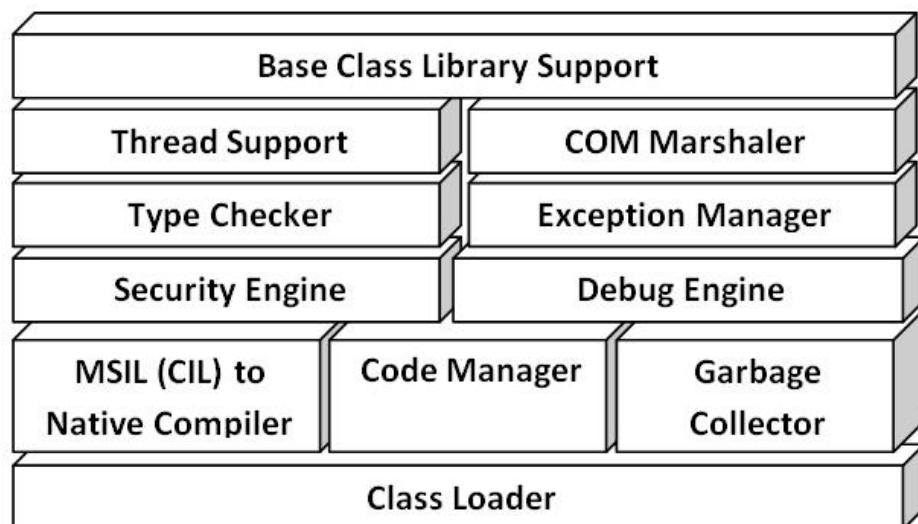 Base Class Library Support
Thread Support
COM Marshaler
Type Checker
Exception Manager
Security Engine
Debug Engine
MSIL (CIL) to
Native Compiler
Code Manager
Garbage
Collector
Class Loader